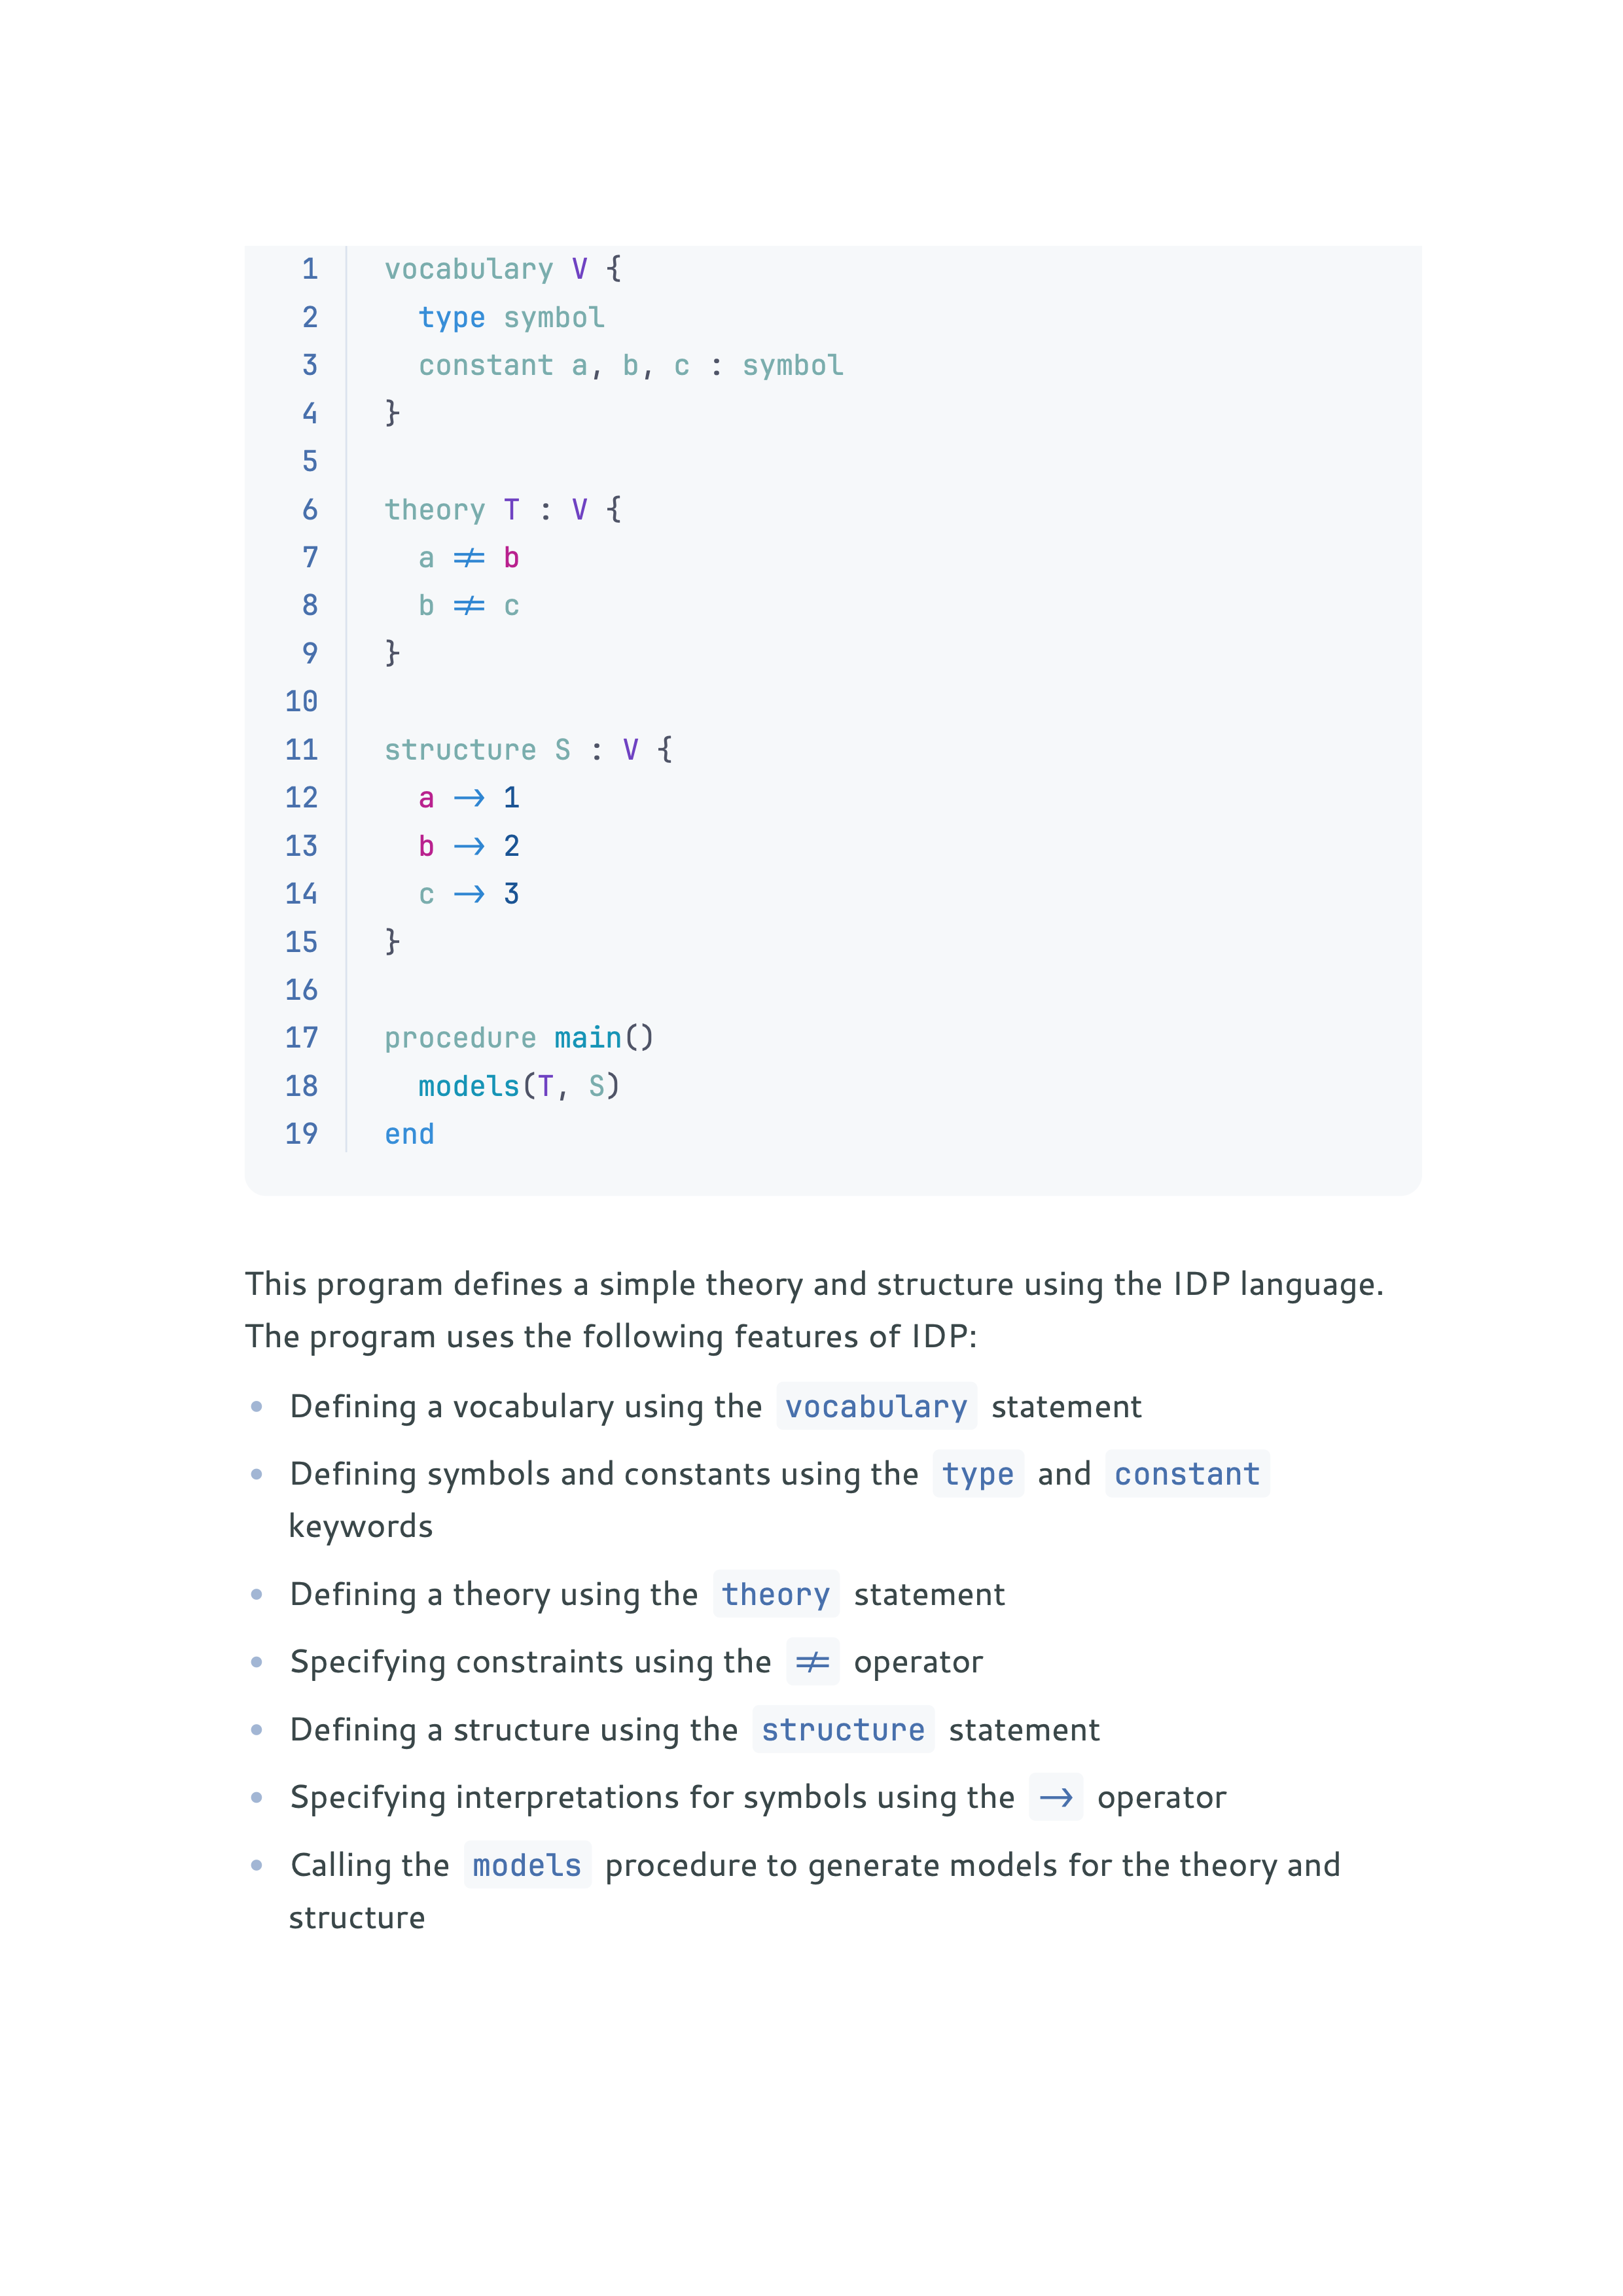 1 vocabulary V {
2 type symbol
3 constant a, b, c : symbol
4 }
5
6 theory T : V {
7 a ≠ b
8 b ≠ c
9 }
10
11 structure S : V {
12 a → 1
13 b → 2
14 c → 3
15 }
16
17 procedure main()
18 models(T, S)
19 end
This program defines a simple theory and structure using the IDP language.
The program uses the following features of IDP:
• Defining a vocabulary using the vocabulary statement
• Defining symbols and constants using the type and constant
keywords
• Defining a theory using the theory statement
• Specifying constraints using the ≠ operator
• Defining a structure using the structure statement
• Specifying interpretations for symbols using the → operator
• Calling the models procedure to generate models for the theory and
structure